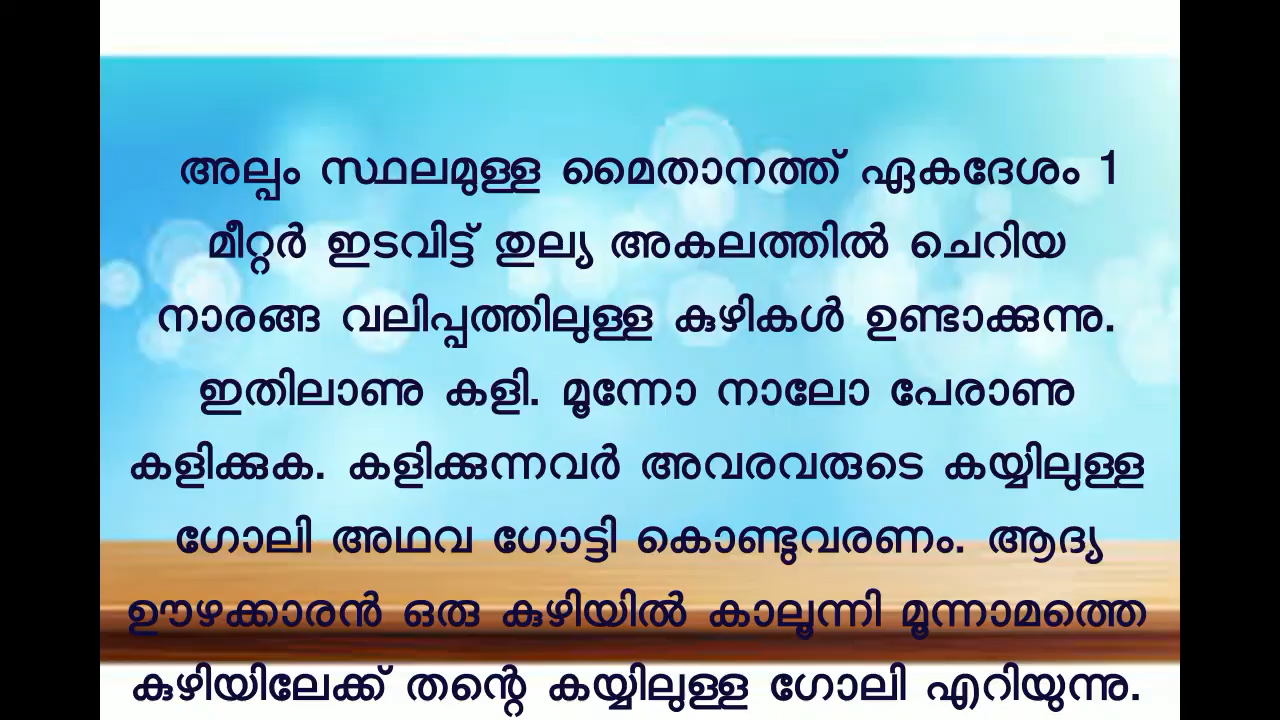 അല്പം സ്ഥലമുള്ള മൈതാനത്ത് ഏകദേശം 1
മീറ്റർ ഇടവിട്ട് തുല്യ അകലത്തിൽ ചെറിയ
നാരങ്ങ വലിപ്പത്തിലുള്ള കുഴികൾ ഉണ്ടാക്കുന്നു.
ഇതിലാണു കളി. മൂന്നോ നാലോ പേരാണു
കളിക്കുക. കളിക്കുന്നവർ അവരവരുടെ കയ്യിലുള്ള
ഗോലി അഥവ ഗോട്ടി കൊണ്ടുവരണം. ആദ്യ
ഊഴക്കാരൻ ഒരു കുഴിയിൽ കാലൂന്നി മൂന്നാമത്തെ
കുഴിയിലേക്ക് തന്റെ കയ്യിലുള്ള ഗോലി എറിയുന്നു.